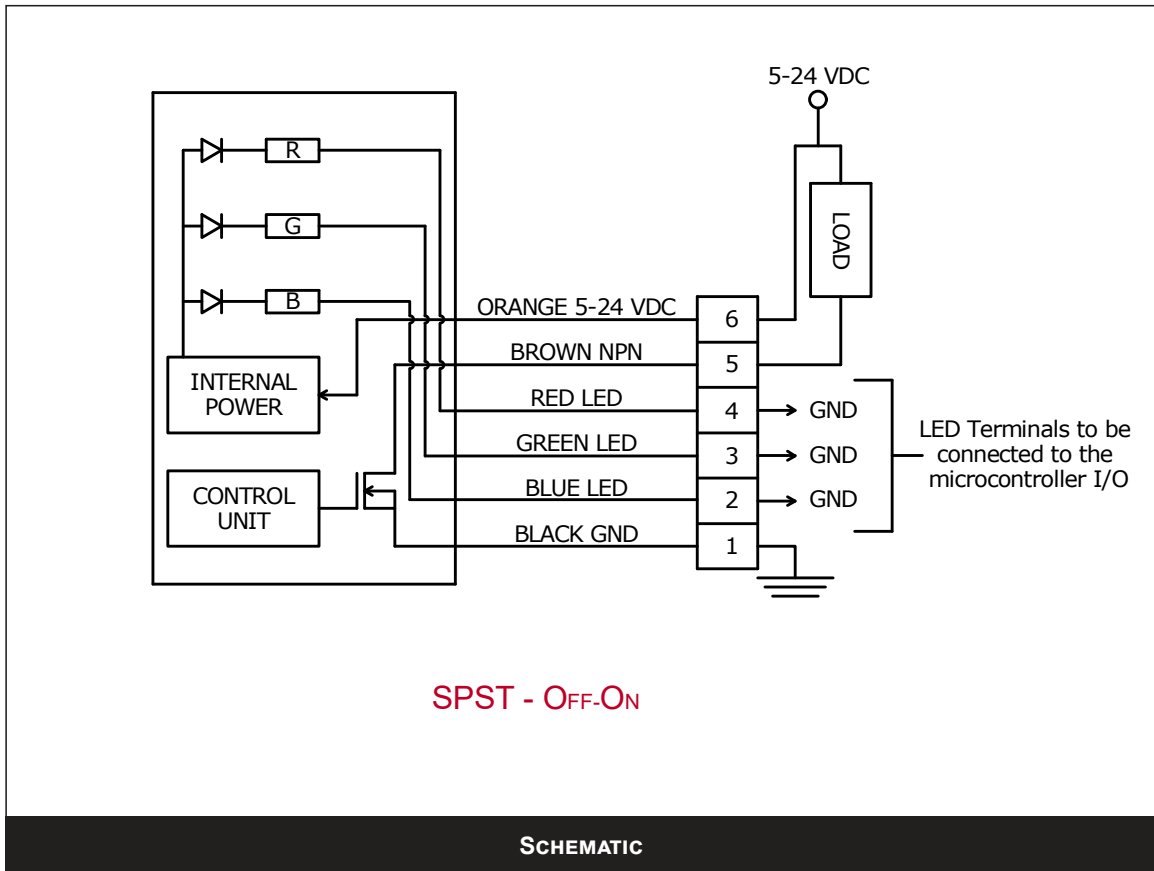 5-24 VDC
R
G
B
LOAD
ORANGE 5-24 VDC
6
BROWN NPN
5
INTERNAL
POWER
RED LED
4
GND
GREEN LED
3
GND
BLUE LED
2
GND
LED Terminals to be
connected to the
microcontroller I/O
CONTROL
UNIT
BLACK GND
1
SPST - OFF-ON
SCHEMATIC